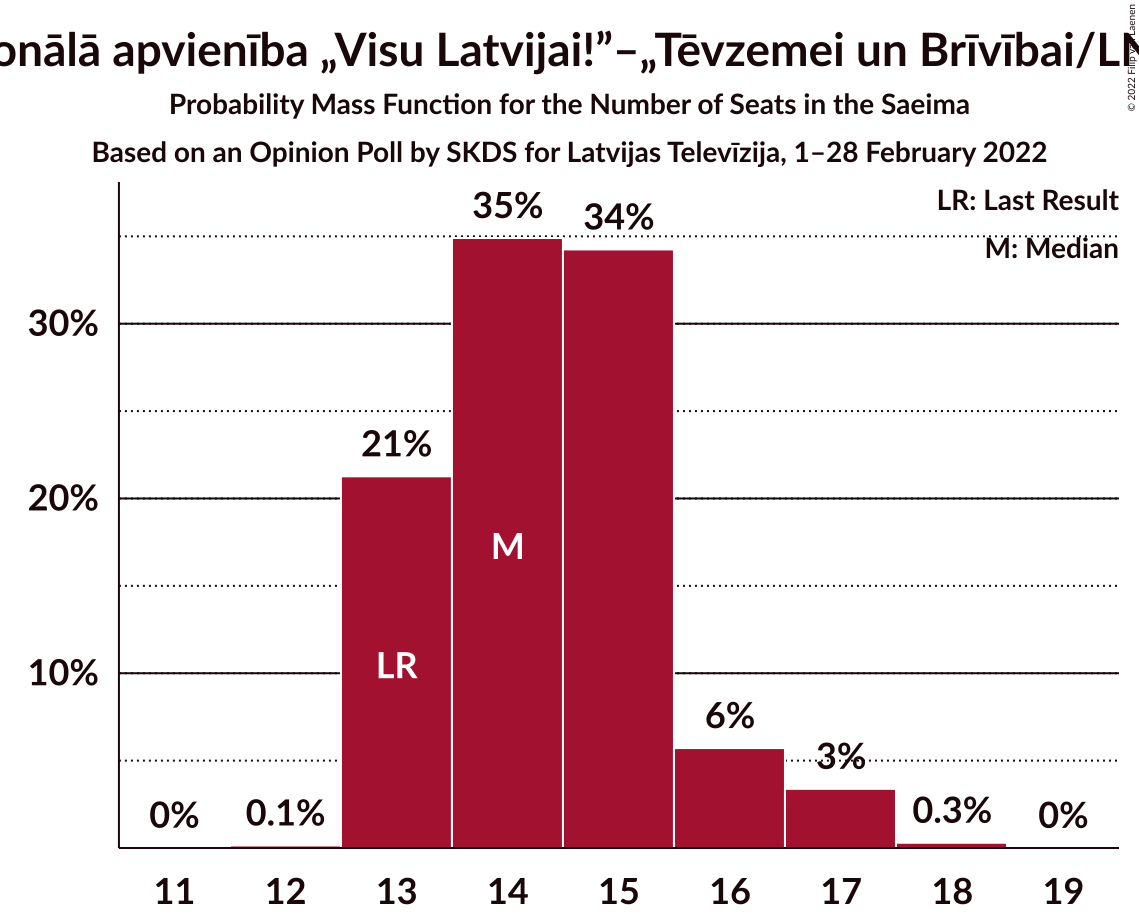 onālā apvienība „Visu Latvijai!”–„Tēvzemei un Brīvībai/LN
Probability Mass Function for the Number of Seats in the Saeima
Based on an Opinion Poll by SKDS for Latvijas Televīzija, 1–28 February 2022
LR: Last Result
M: Median
35%
34%
30%
21%
20%
M
LR
10%
6%
3%
0%
0.1%
0.3%
0%
11 12 13 14 15 16 17 18 19